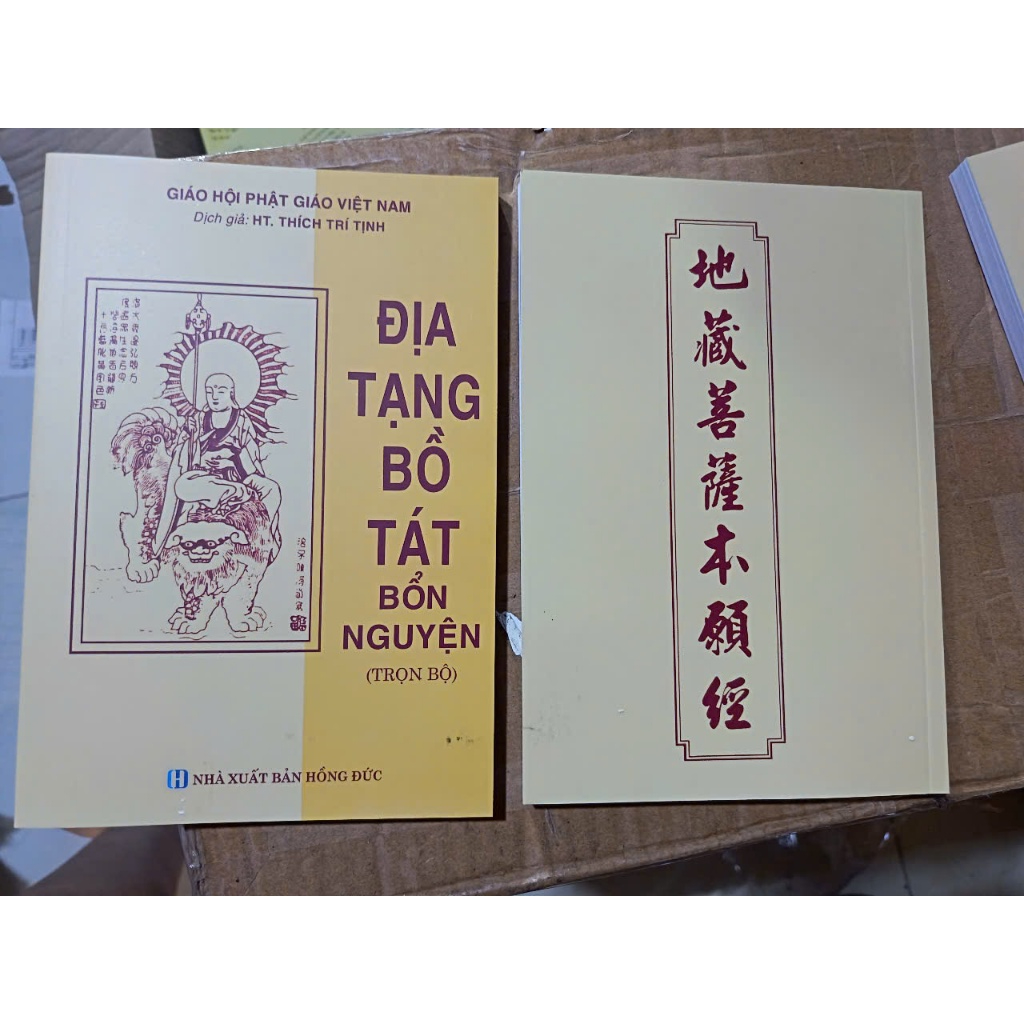 GIÁO HỘI PHẬT GIÁO VIỆT NAM
Dịch giả: HT. THÍCH TRÍ TỊNH
ĐỊA
TẠNG
BỒ
TÁT
BỔN
NGUYỆN
(TRỌN BỘ)
H NHÀ XUẤT BẢN HỒNG ĐỨC
地藏菩薩本願經